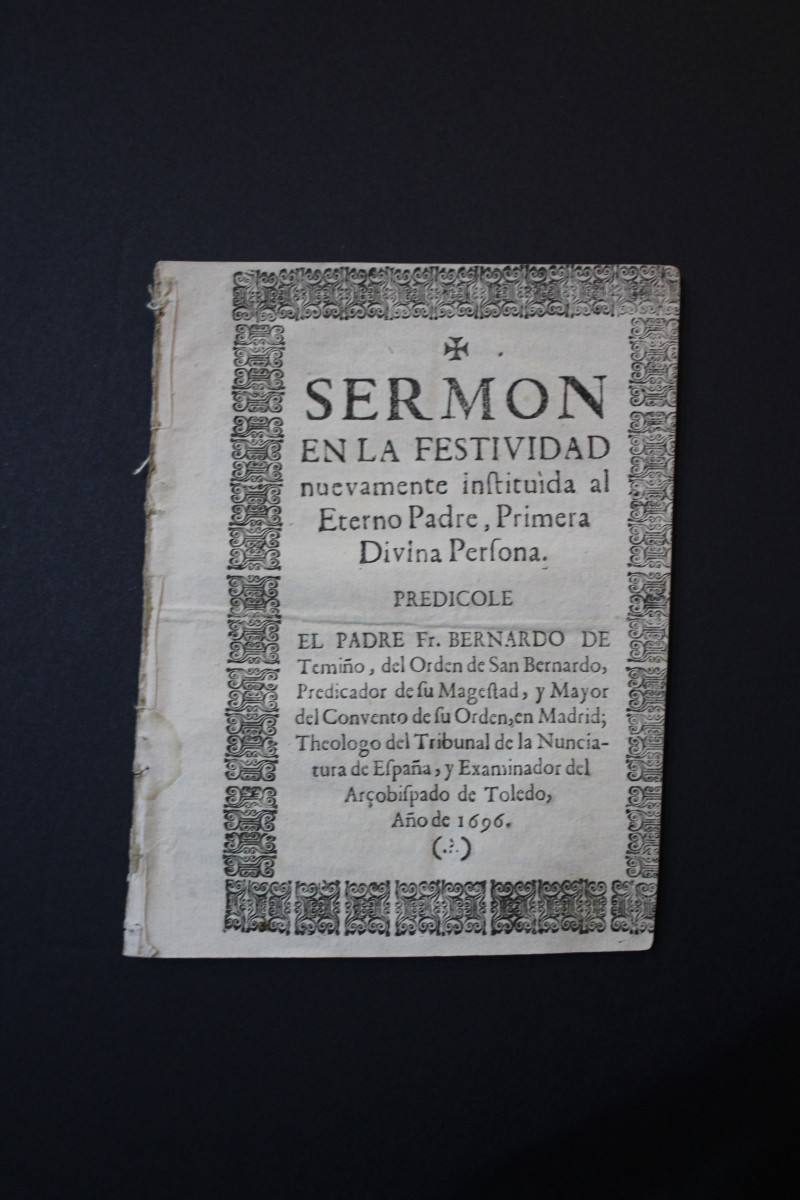 ✠
SERMON
EN LA FESTIVIDAD
nuevamente inſtituìda al
Eterno Padre, Primera
Divina Perſona.
PREDICOLE
EL PADRE Fr. BERNARDO DE
Temiño, del Orden de San Bernardo,
Predicador de ſu Mageſtad, y Mayor
del Convento de ſu Orden, en Madrid;
Theologo del Tribunal de la Nuncia-
tura de Eſpaña, y Examinador del
Arçobiſpado de Toledo,
Año de 1696.
(.?.)